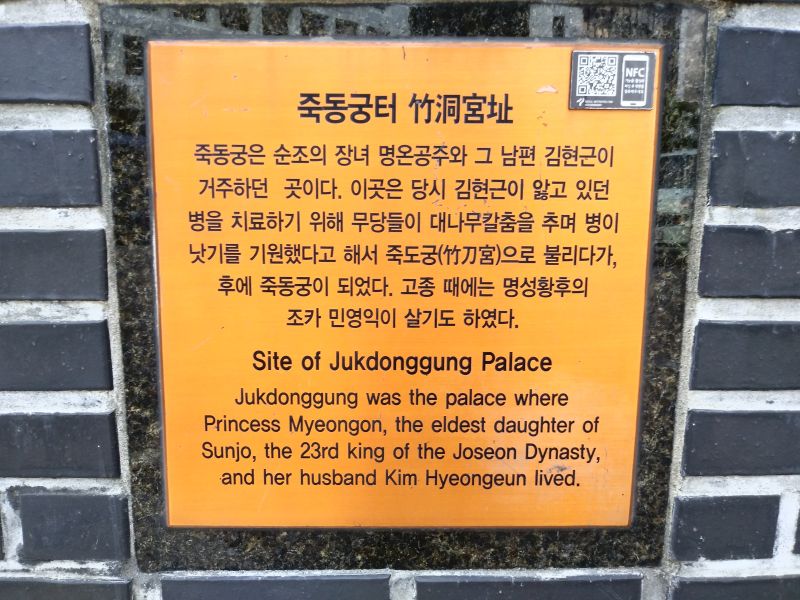 NFC
죽동궁터 竹洞宮址
죽동궁은 순조의 장녀 명온공주와 그 남편 김현근이
거주하던 곳이다. 이곳은 당시 김현근이 앓고 있던
병을 치료하기 위해 무당들이 대나무칼춤을 추며 병이
낫기를 기원했다고 해서 죽도궁(竹刀宮)으로 불리다가,
후에 죽동궁이 되었다. 고종 때에는 명성황후의
조카 민영익이 살기도 하였다.
Site of Jukdonggung Palace
Jukdonggung was the palace where
Princess Myeongon, the eldest daughter of
Sunjo, the 23rd king of the Joseon Dynasty,
and her husband Kim Hyeongeun lived.